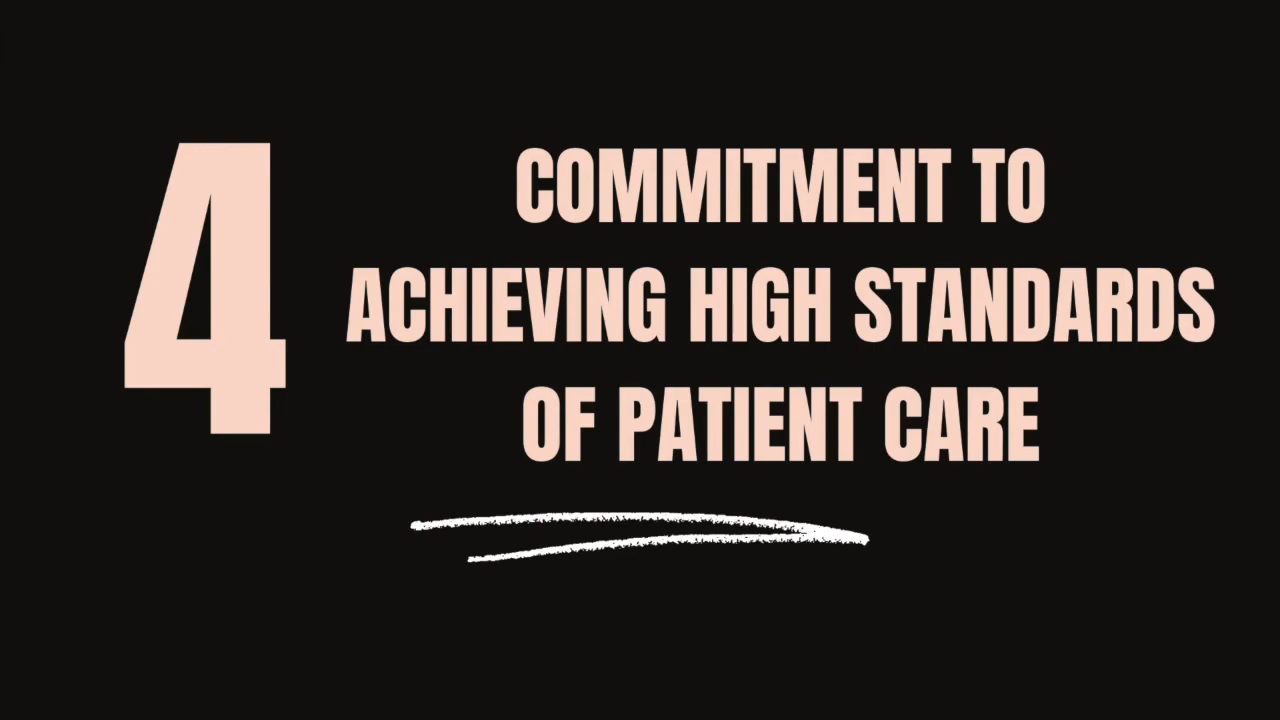 4
COMMITMENT TO
ACHIEVING HIGH STANDARDS
OF PATIENT CARE